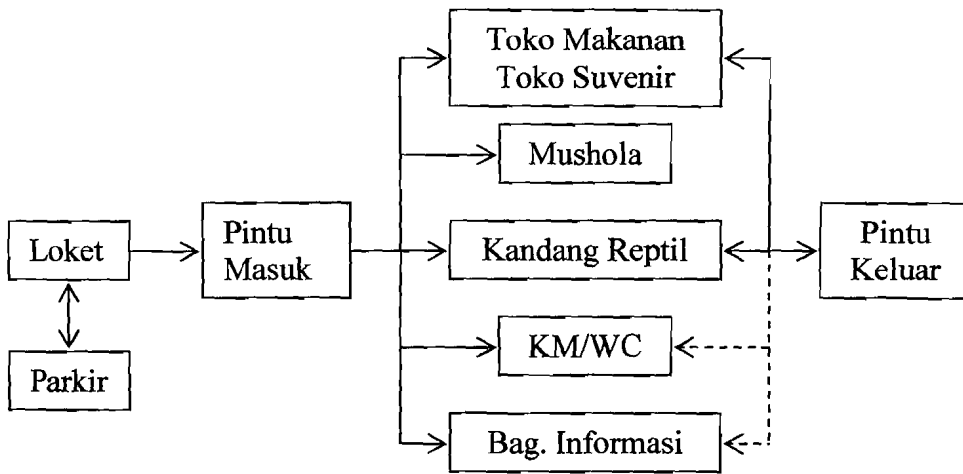 Toko Makanan
Toko Suvenir
Mushola
Loket
Pintu
Masuk
Kandang Reptil
Pintu
Keluar
KM/WC
Parkir
Bag. Informasi